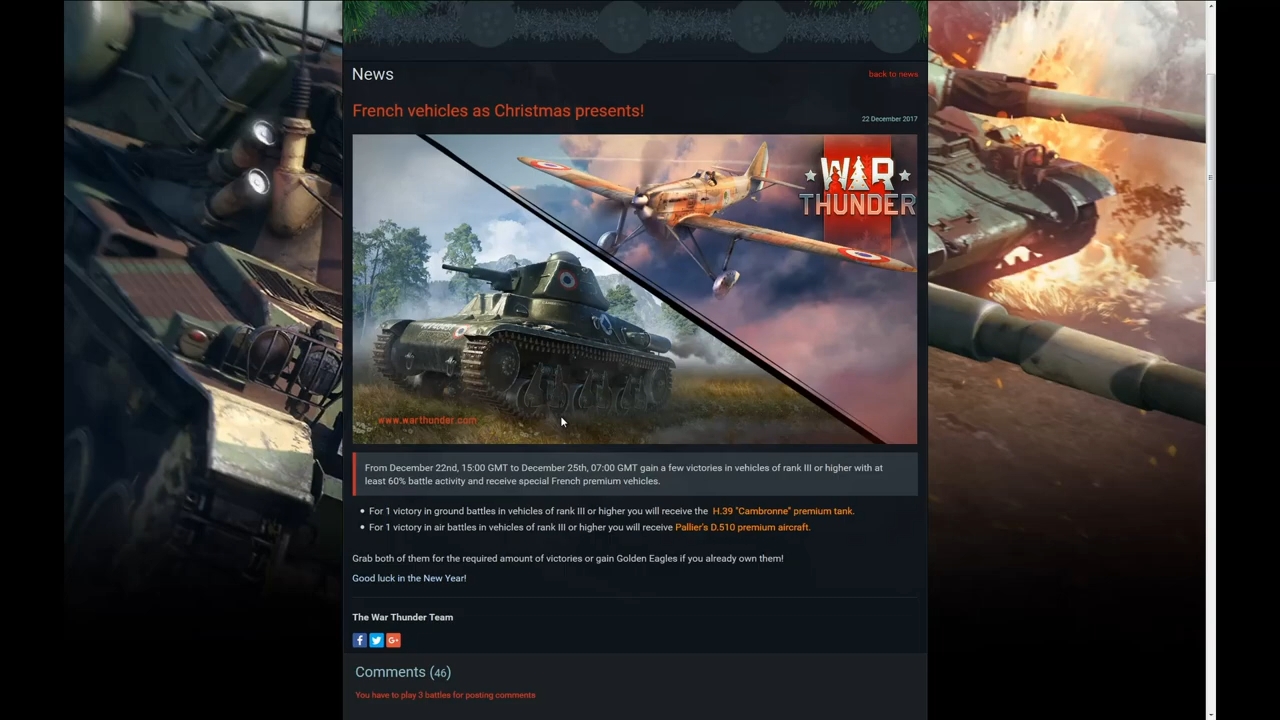 News
back to news
French vehicles as Christmas presents!
22 December 2017
WAR
THUNDER
www.warthunder.com
From December 22nd, 15:00 GMT to December 25th, 07:00 GMT gain a few victories in vehicles of rank III or higher with at
least 60% battle activity and receive special French premium vehicles.
For 1 victory in ground battles in vehicles of rank III or higher you will receive the H.39 "Cambronne" premium tank.
For 1 victory in air battles in vehicles of rank III or higher you will receive Pallier's D.510 premium aircraft.
Grab both of them for the required amount of victories or gain Golden Eagles if you already own them!
Good luck in the New Year!
The War Thunder Team
Comments (46)
You have to play 3 battles for posting comments